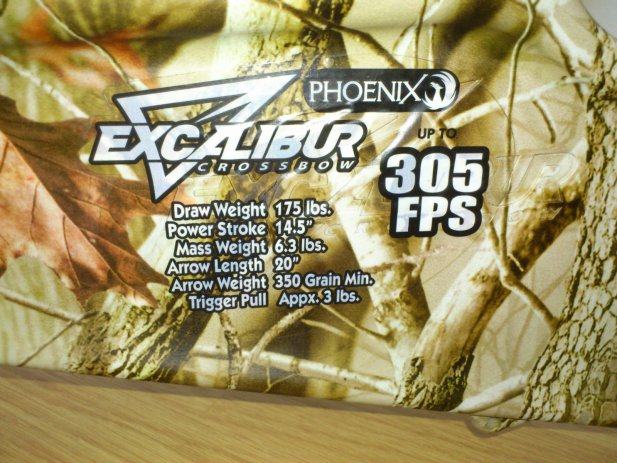 PHOENIX
EXCALIBUR
CROSSBOW
UP TO
305
FPS
Draw Weight 175 lbs.
Power Stroke 14.5"
Mass Weight 6.3 lbs.
Arrow Length 20"
Arrow Weight 350 Grain Min.
Trigger Pull Appx. 3 lbs.